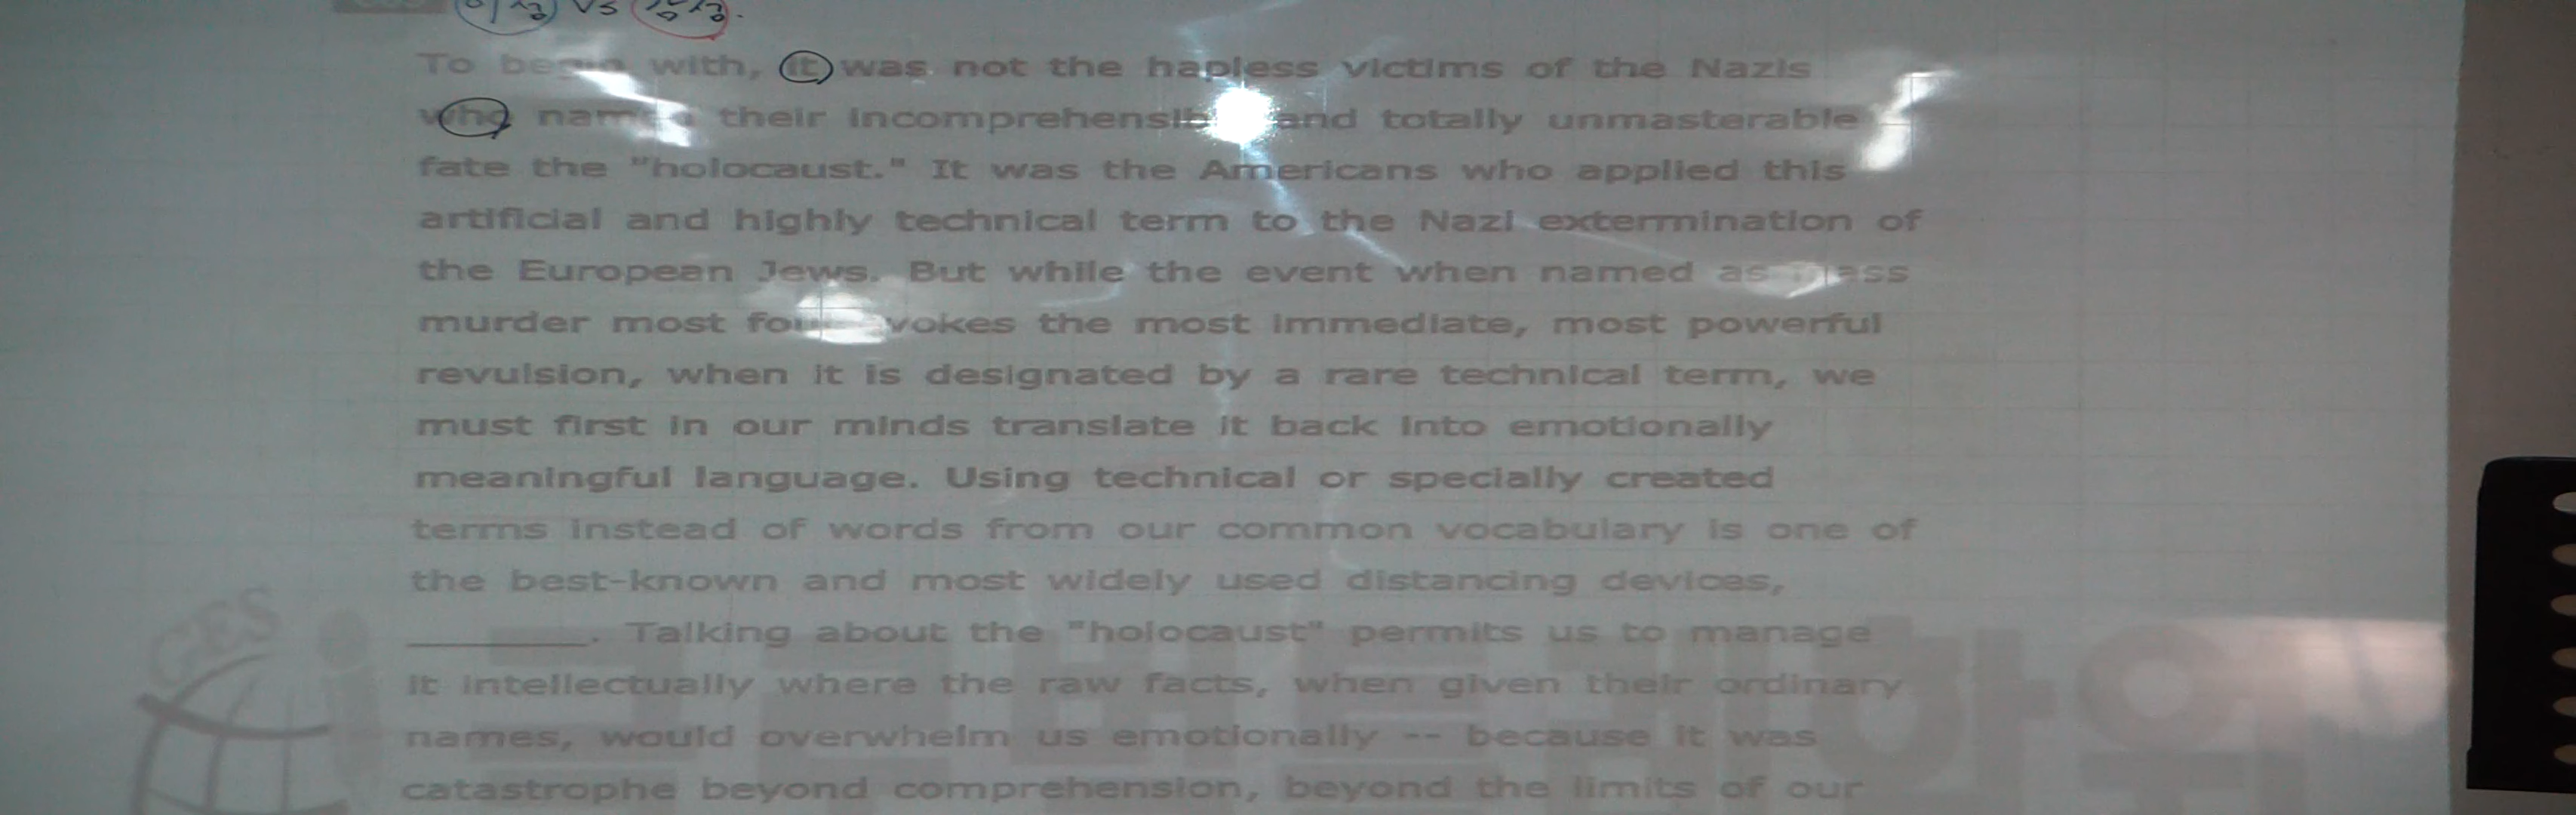 vs
To with, it was not the hapless victims of the Nazis
who their and totally unmasterable
fate the "holocaust." It was the Americans who applied this
artificial and highly technical term to the Nazi extermination of
the European Jews. But while the event when named as
murder most the most immediate, most powerful
revulsion, when it is designated by a rare technical term, we
must first in our minds translate it back into emotionally
meaningful language. Using technical or specially created
terms instead of words from our common vocabulary is one of
the best-known and most widely used distancing devices,
________. Talking about the "holocaust" permits us to manage
it intellectually where the raw facts, when given their ordinary
names, would overwhelm us emotionally -- because it was
catastrophe beyond comprehension, beyond the limits of our
GES